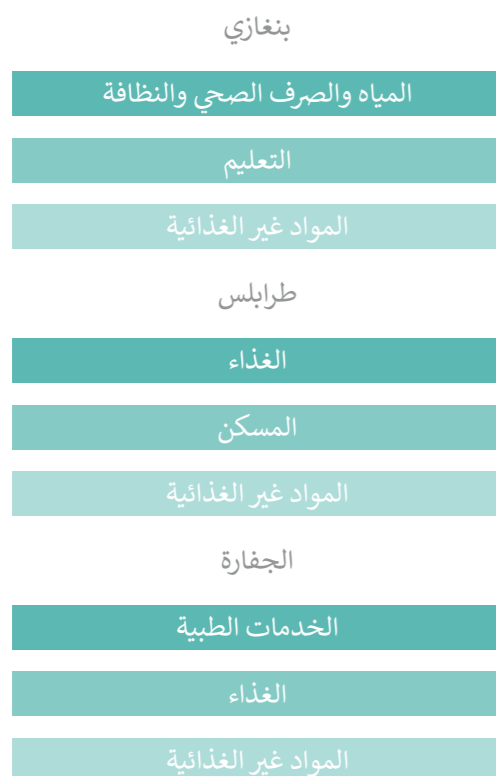 بنغازي
المياه والصرف الصحي والنظافة
التعليم
المواد غير الغذائية
طرابلس
الغذاء
المسكن
المواد غير الغذائية
الجفارة
الخدمات الطبية
الغذاء
المواد غير الغذائية